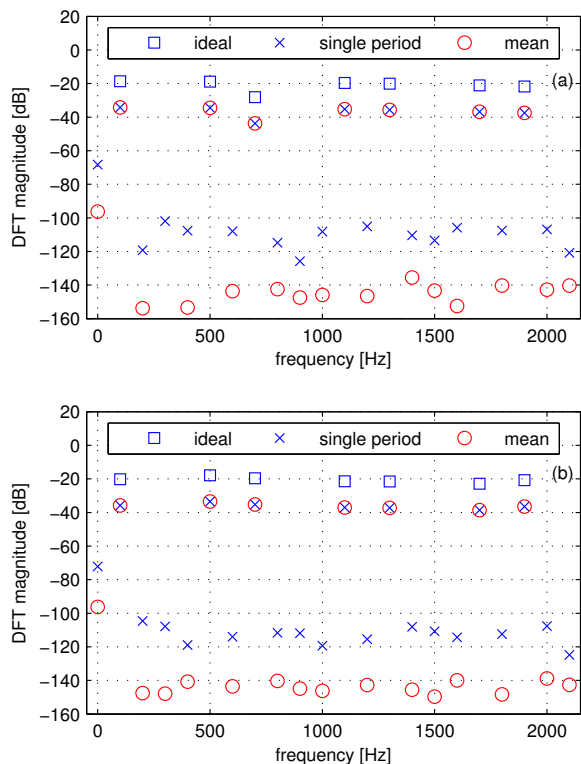 20
0
−20
−40
−60
−80
−100
−120
−140
−160
DFT magnitude [dB]
ideal single period mean
(a)
0 500 1000 1500 2000
frequency [Hz]
20
0
−20
−40
−60
−80
−100
−120
−140
−160
DFT magnitude [dB]
ideal single period mean
(b)
0 500 1000 1500 2000
frequency [Hz]